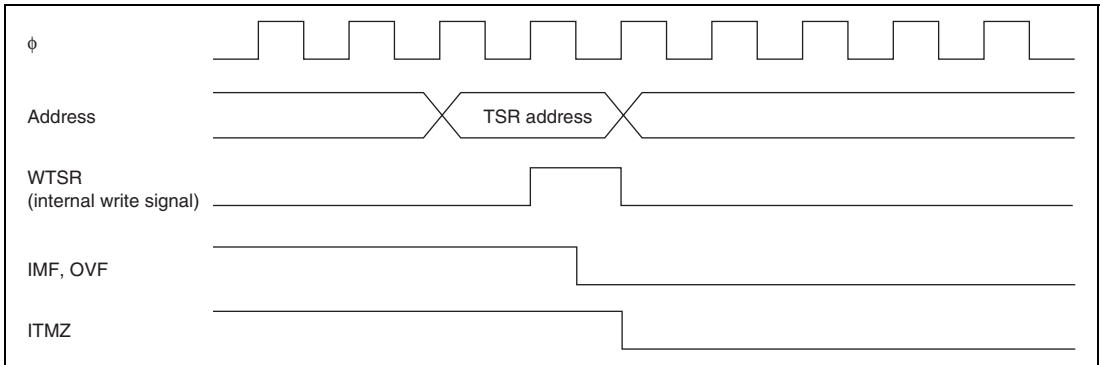 ϕ
Address
TSR address
WTSR
(internal write signal)
IMF, OVF
ITMZ